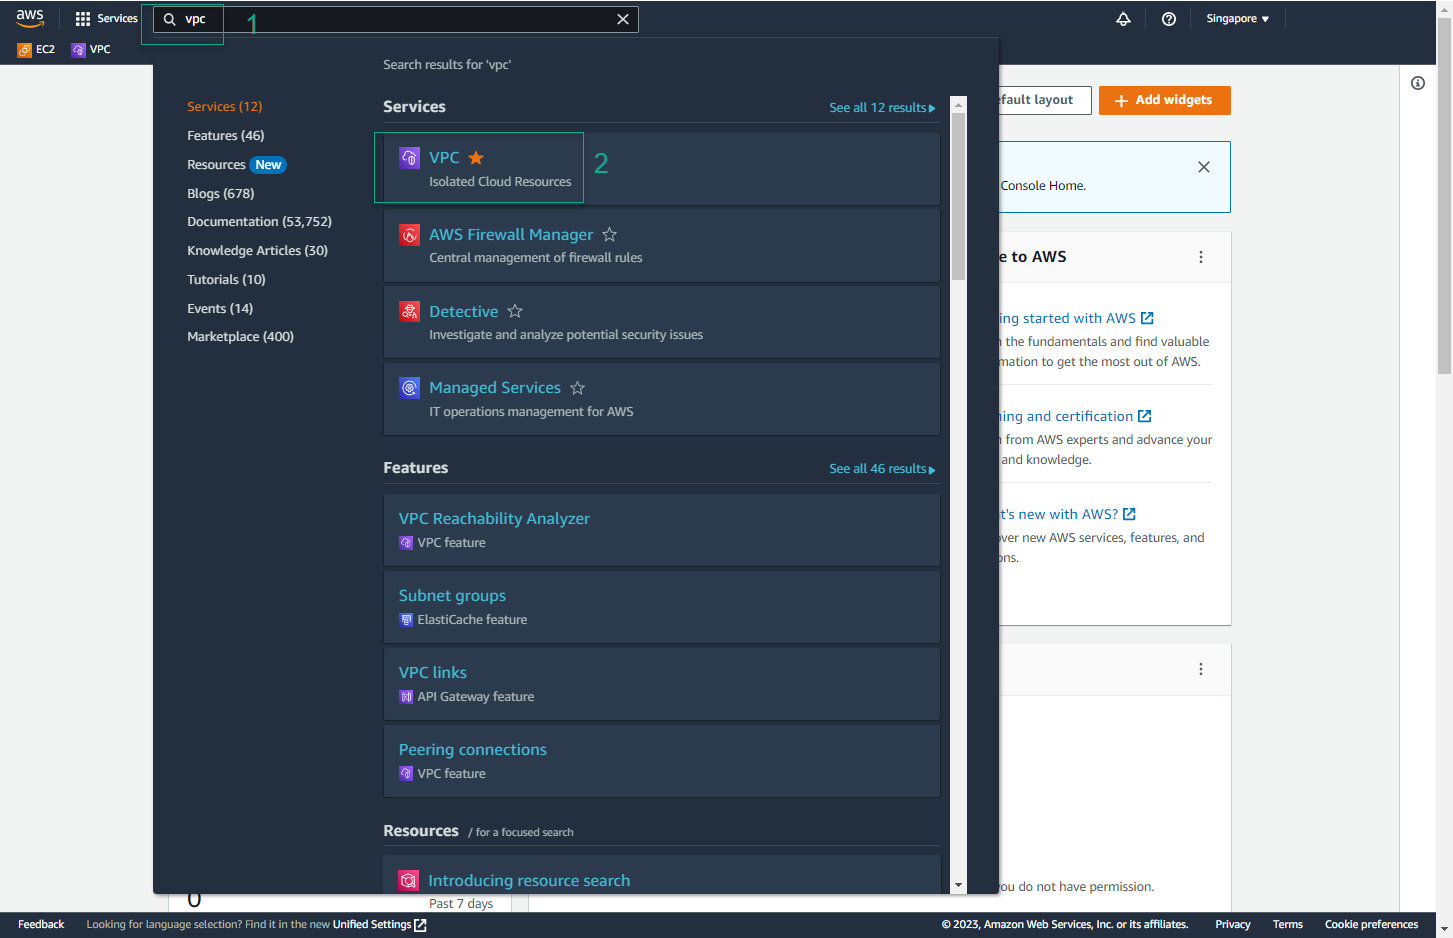 aws
Services
vpc
1
Singapore
EC2
VPC
Search results for 'vpc'
Services (12)
Features (46)
Resources New
Blogs (678)
Documentation (53,752)
Knowledge Articles (30)
Tutorials (10)
Events (14)
Marketplace (400)
Services
See all 12 results
VPC
Isolated Cloud Resources
2
AWS Firewall Manager
Central management of firewall rules
Detective
Investigate and analyze potential security issues
Managed Services
IT operations management for AWS
Features
See all 46 results
VPC Reachability Analyzer
VPC feature
Subnet groups
ElastiCache feature
VPC links
API Gateway feature
Peering connections
VPC feature
Resources / for a focused search
Introducing resource search
layout
Add widgets
Console Home.
to AWS
started with AWS
the fundamentals and find valuable
to get the most out of AWS.
and certification
from AWS experts and advance your
and knowledge.
new with AWS?
new AWS services, features, and
0
Past 7 days
you do not have permission.
Feedback
Looking for language selection? Find it in the new Unified Settings
© 2023, Amazon Web Services, Inc. or its affiliates.
Privacy
Terms
Cookie preferences